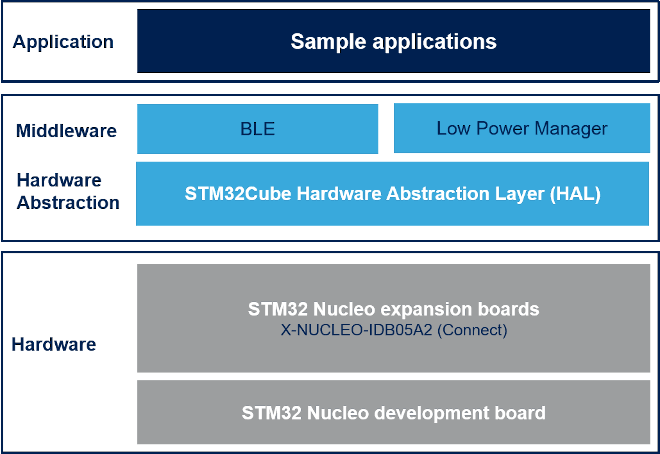 Application
Sample applications
Middleware
BLE
Low Power Manager
Hardware
Abstraction
STM32Cube Hardware Abstraction Layer (HAL)
Hardware
STM32 Nucleo expansion boards
X-NUCLEO-IDB05A2 (Connect)
STM32 Nucleo development board